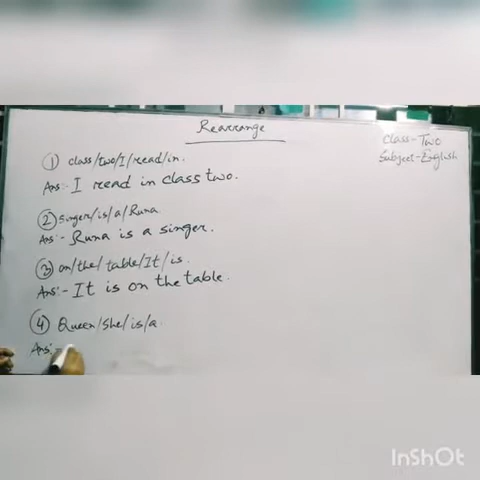 Rearrange
Class-Two
Subject-English
① class/two/I/read/in.
Ans:- I read in class two.
② Singer/is/a/Runa.
Ans:- Runa is a singer.
③ on/the/table/It/is.
Ans:- It is on the table.
④ Queen/She/is/a.
Ans:-
InShOt